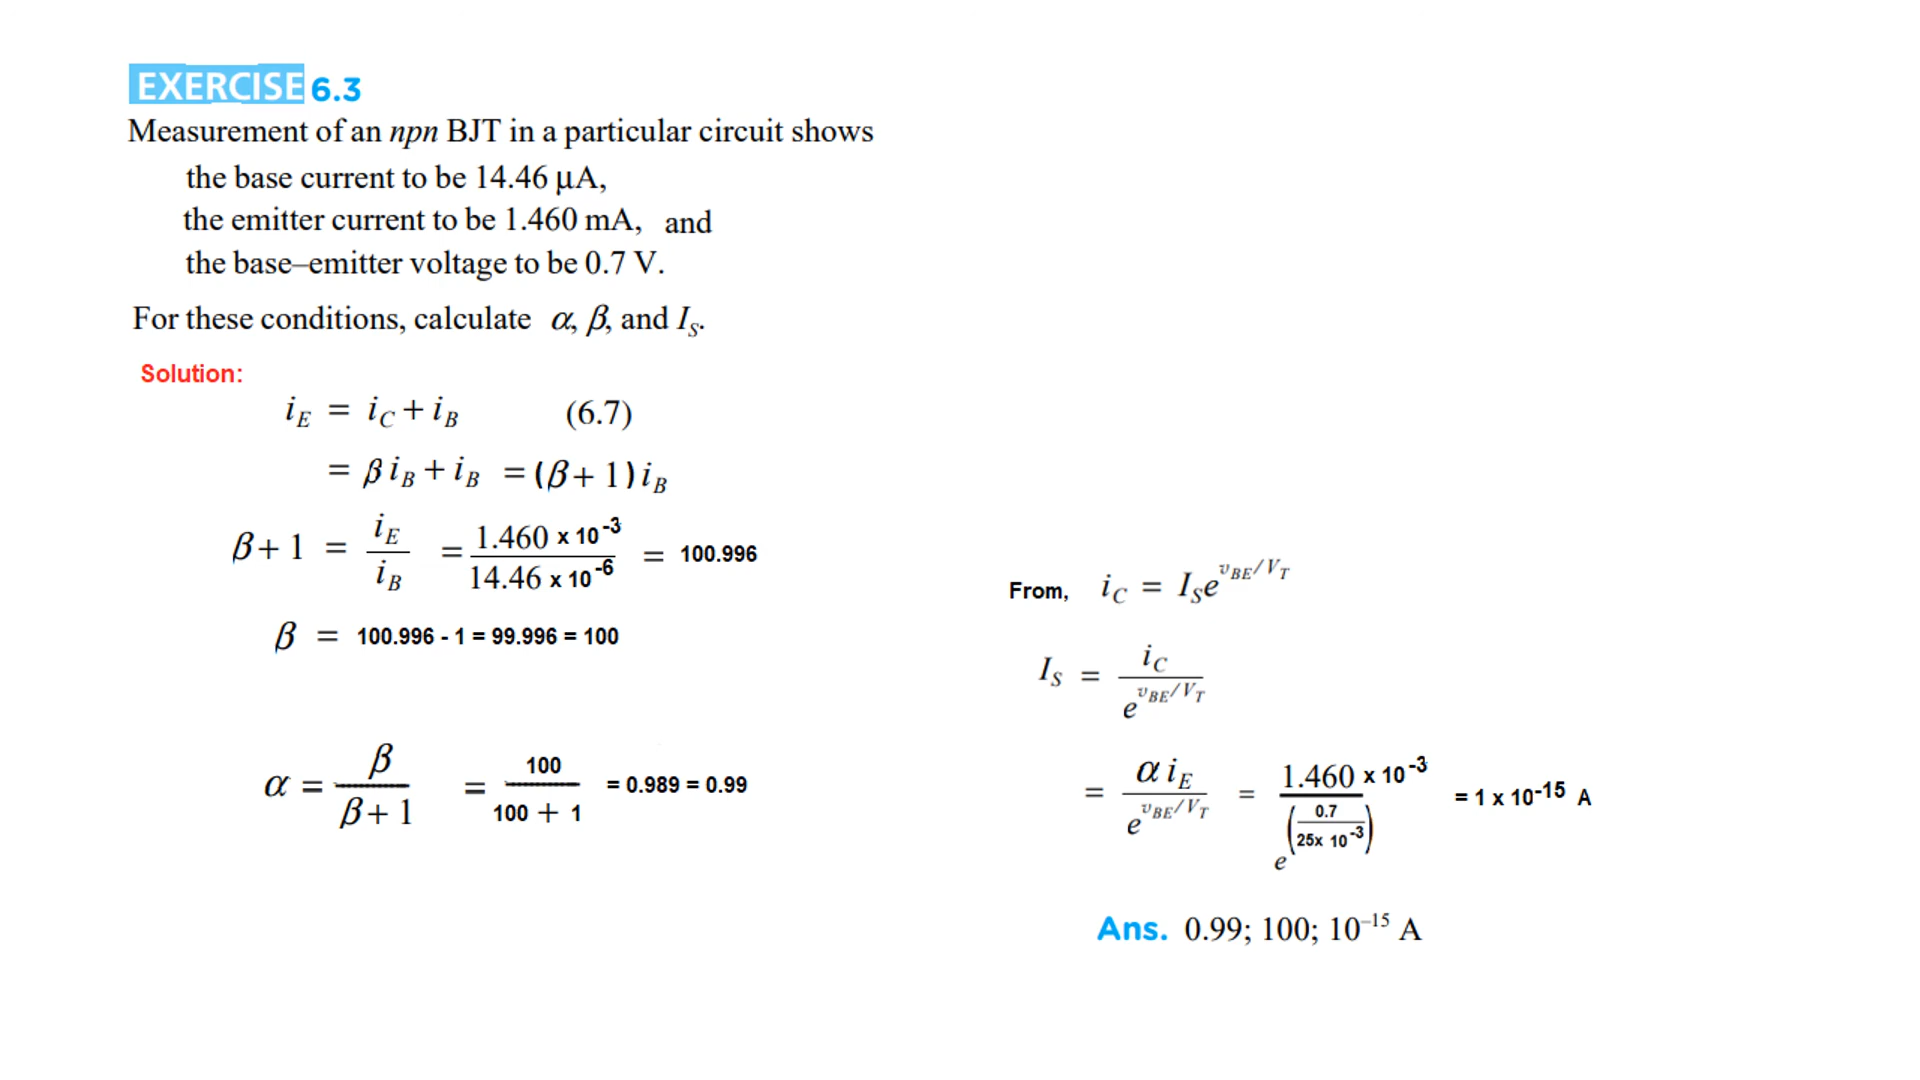 EXERCISE 6.3
Measurement of an npn BJT in a particular circuit shows
the base current to be 14.46 μA,
the emitter current to be 1.460 mA, and
the base–emitter voltage to be 0.7 V.
For these conditions, calculate α, β, and I_S.
Solution:
i_E = i_C + i_B (6.7)
= β i_B + i_B = (β + 1) i_B
β + 1 = i_E / i_B = 1.460 x 10^-3 / 14.46 x 10^-6 = 100.996
β = 100.996 - 1 = 99.996 = 100
α = β / β + 1 = 100 / 100 + 1 = 0.989 = 0.99
From, i_C = I_S e^{v_BE/V_T}
I_S = i_C / e^{v_BE/V_T}
= α i_E / e^{v_BE/V_T} = 1.460 x 10^-3 / e^(0.7 / 25x 10^-3) = 1 x 10^-15 A
Ans. 0.99; 100; 10^–15 A